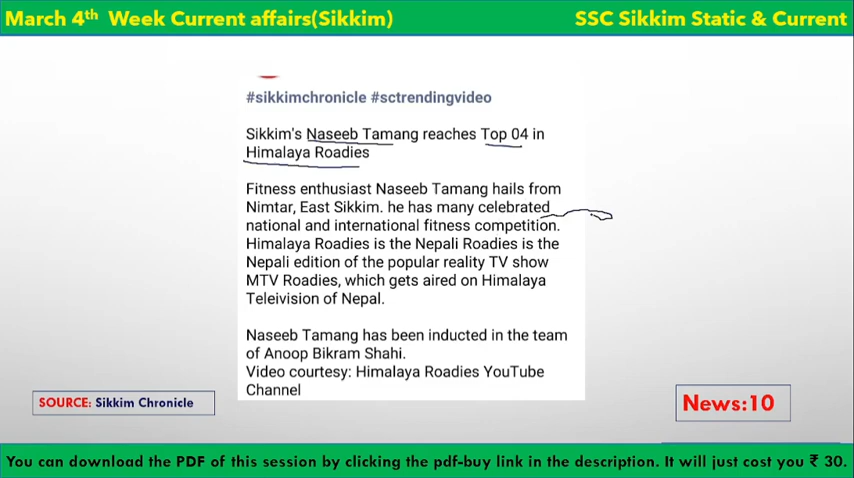 March 4th Week Current affairs(Sikkim)
SSC Sikkim Static & Current
#sikkimchronicle #sctrendingvideo
Sikkim's Naseeb Tamang reaches Top 04 in
Himalaya Roadies
Fitness enthusiast Naseeb Tamang hails from
Nimtar, East Sikkim. he has many celebrated
national and international fitness competition.
Himalaya Roadies is the Nepali Roadies is the
Nepali edition of the popular reality TV show
MTV Roadies, which gets aired on Himalaya
Teleivision of Nepal.
Naseeb Tamang has been inducted in the team
of Anoop Bikram Shahi.
Video courtesy: Himalaya Roadies YouTube
Channel
SOURCE: Sikkim Chronicle
News:10
You can download the PDF of this session by clicking the pdf-buy link in the description. It will just cost you ₹ 30.